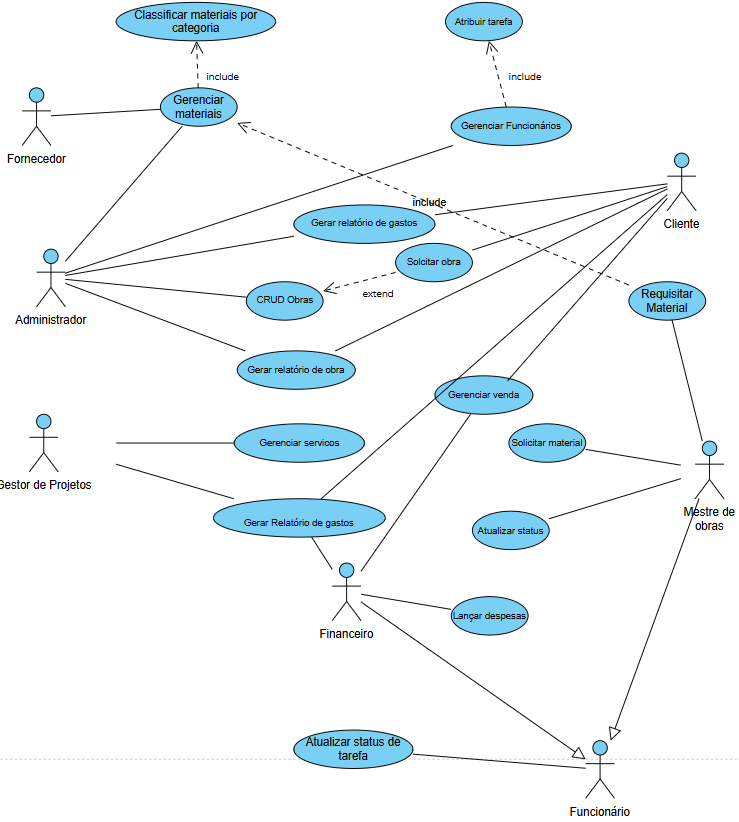 Classificar materiais por
categoria
Atribuir tarefa
include
include
Gerenciar
materiais
Gerenciar Funcionários
Fornecedor
include
Gerar relatório de gastos
Cliente
Solcitar obra
CRUD Obras
extend
Requisitar
Material
Administrador
Gerar relatório de obra
Gerenciar venda
Gerenciar servicos
Solicitar material
Gestor de Projetos
Mestre de
obras
Gerar Relatório de gastos
Atualizar status
Lançar despesas
Financeiro
Atualizar status de
tarefa
Funcionário